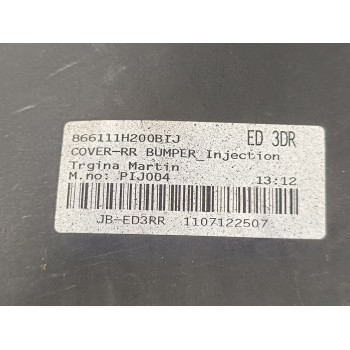 866111H200BIJ ED 3DR
COVER-RR BUMPER_Injection
Trgina Martin
M.no: PIJ004 13:12
JB-ED3RR 1107122507